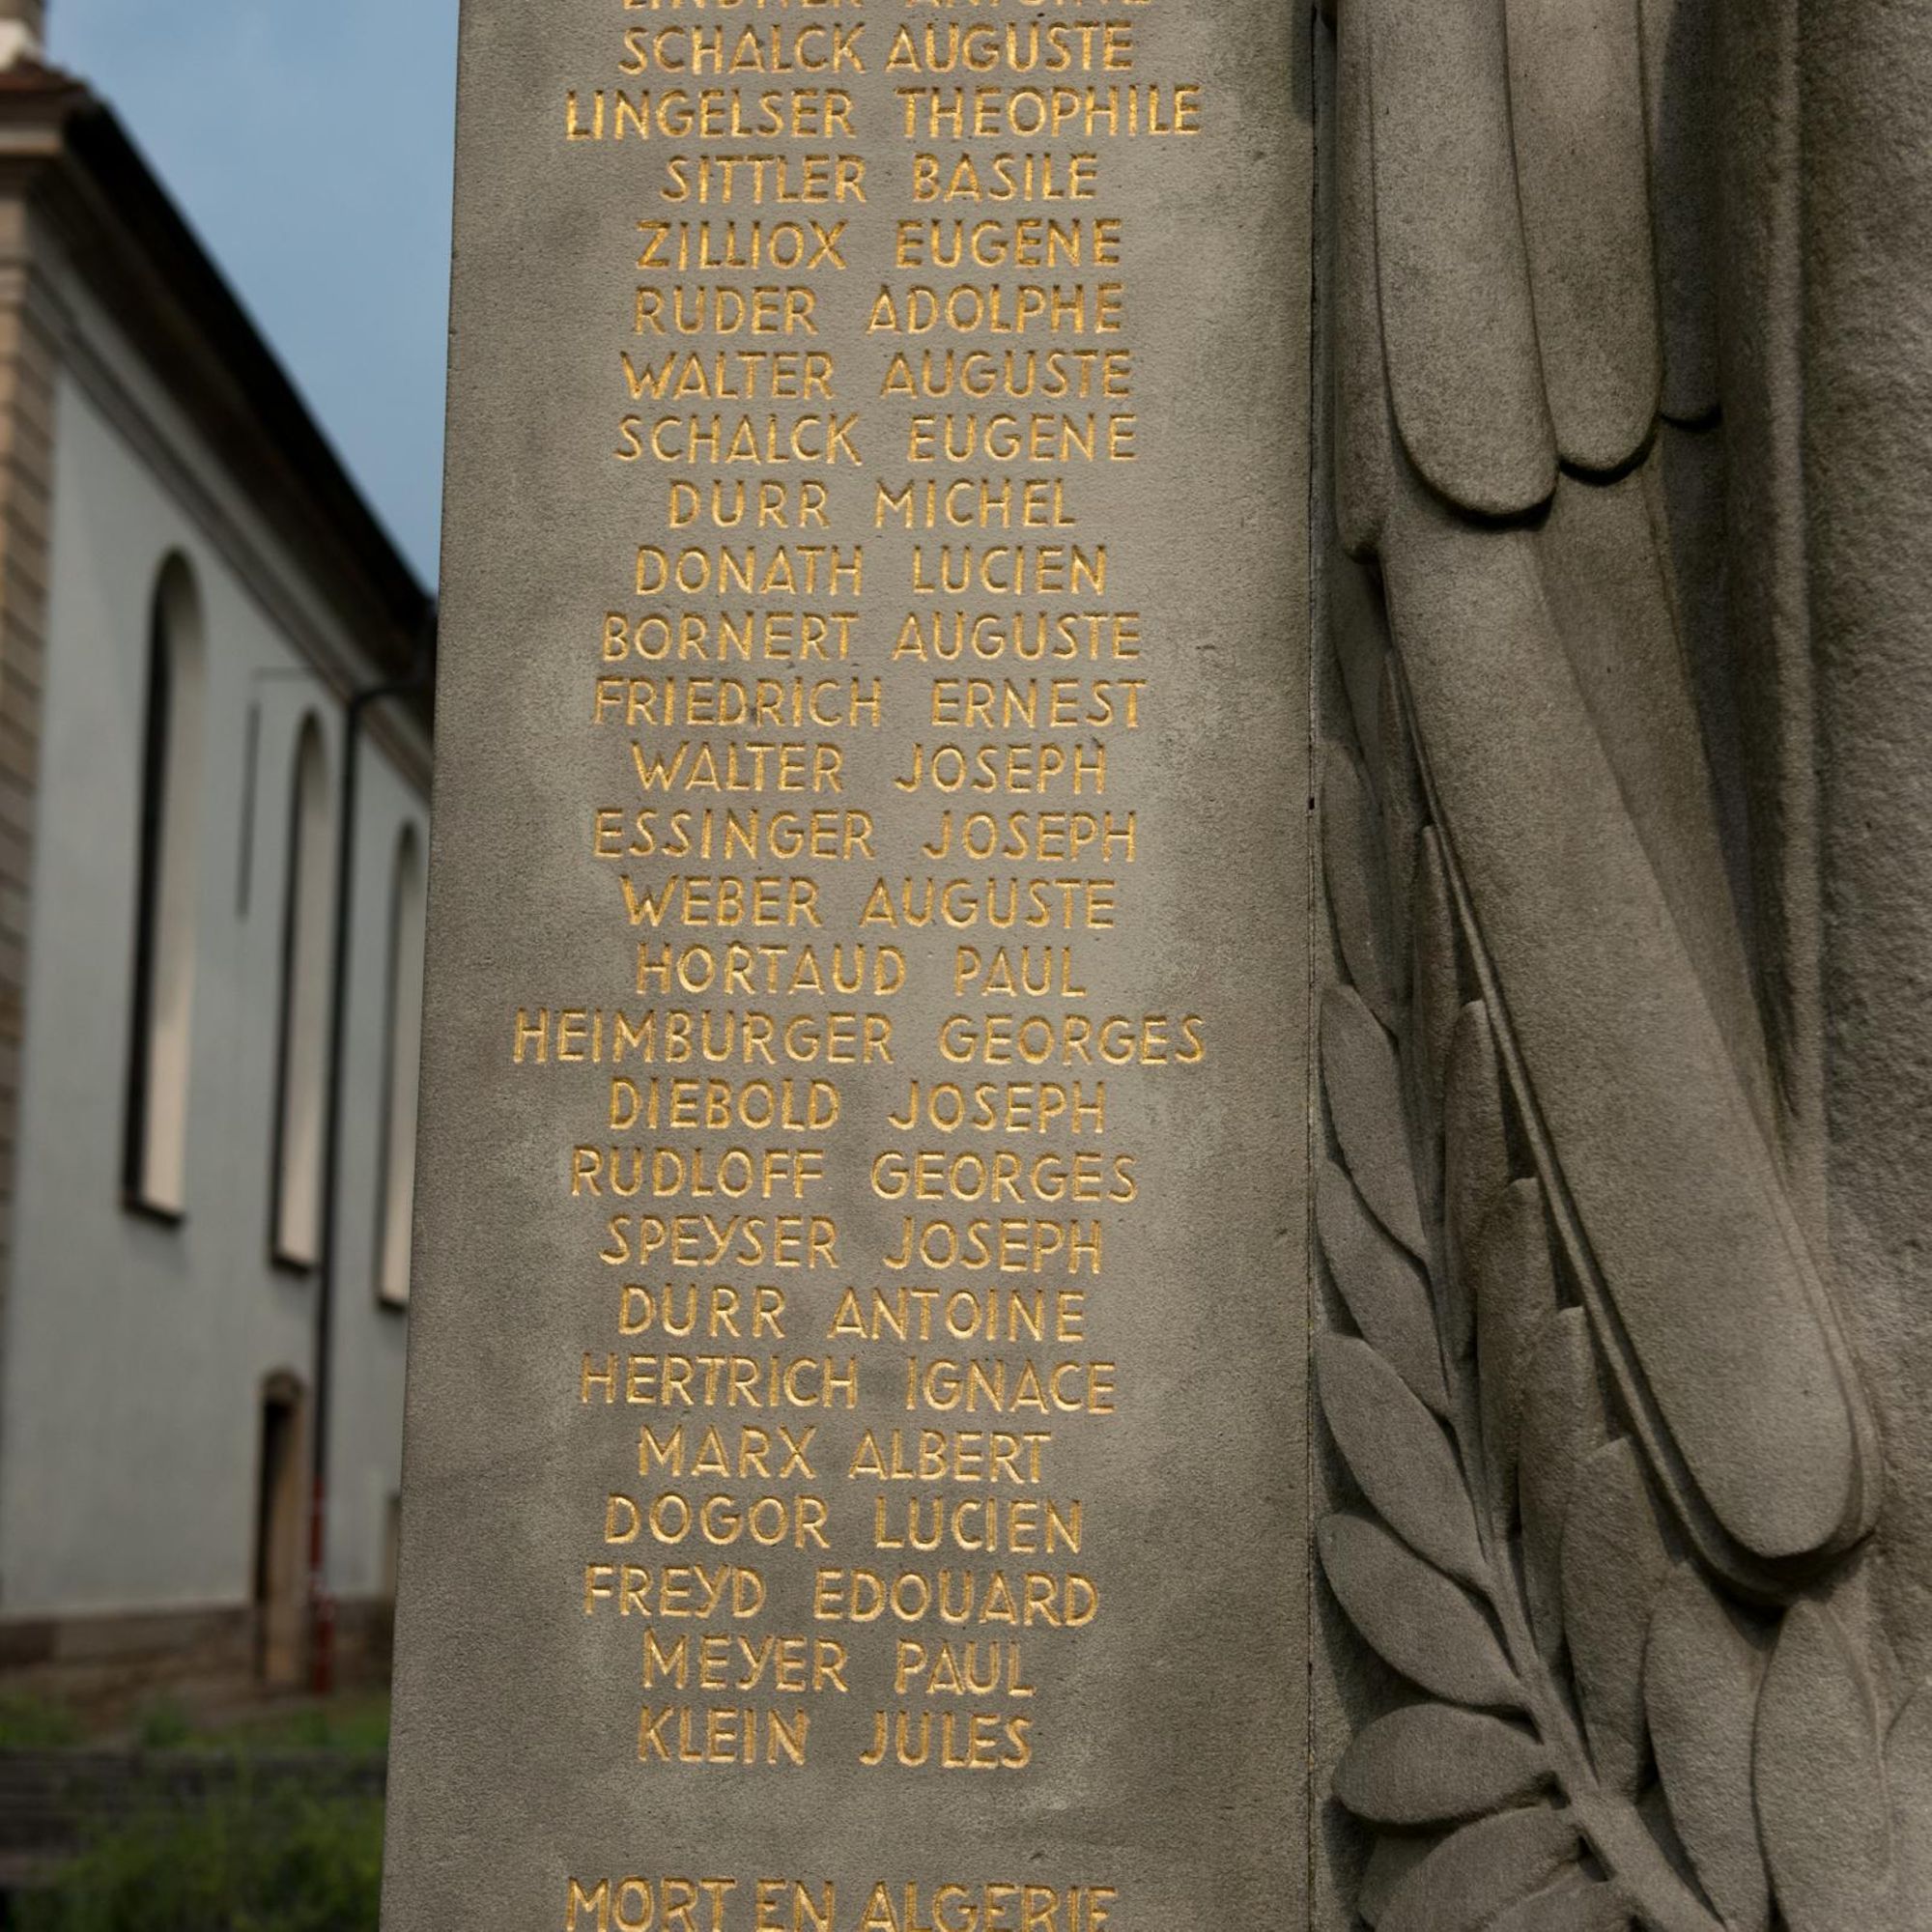 LINDNER ANTOINE
SCHALCK AUGUSTE
LINGELSER THEOPHILE
SITTLER BASILE
ZILLIOX EUGENE
RUDER ADOLPHE
WALTER AUGUSTE
SCHALCK EUGENE
DURR MICHEL
DONATH LUCIEN
BORNERT AUGUSTE
FRIEDRICH ERNEST
WALTER JOSEPH
ESSINGER JOSEPH
WEBER AUGUSTE
HORTAUD PAUL
HEIMBURGER GEORGES
DIEBOLD JOSEPH
RUDLOFF GEORGES
SPEYSER JOSEPH
DURR ANTOINE
HERTRICH IGNACE
MARX ALBERT
DOGOR LUCIEN
FREYD EDOUARD
MEYER PAUL
KLEIN JULES
MORT EN ALGERIE